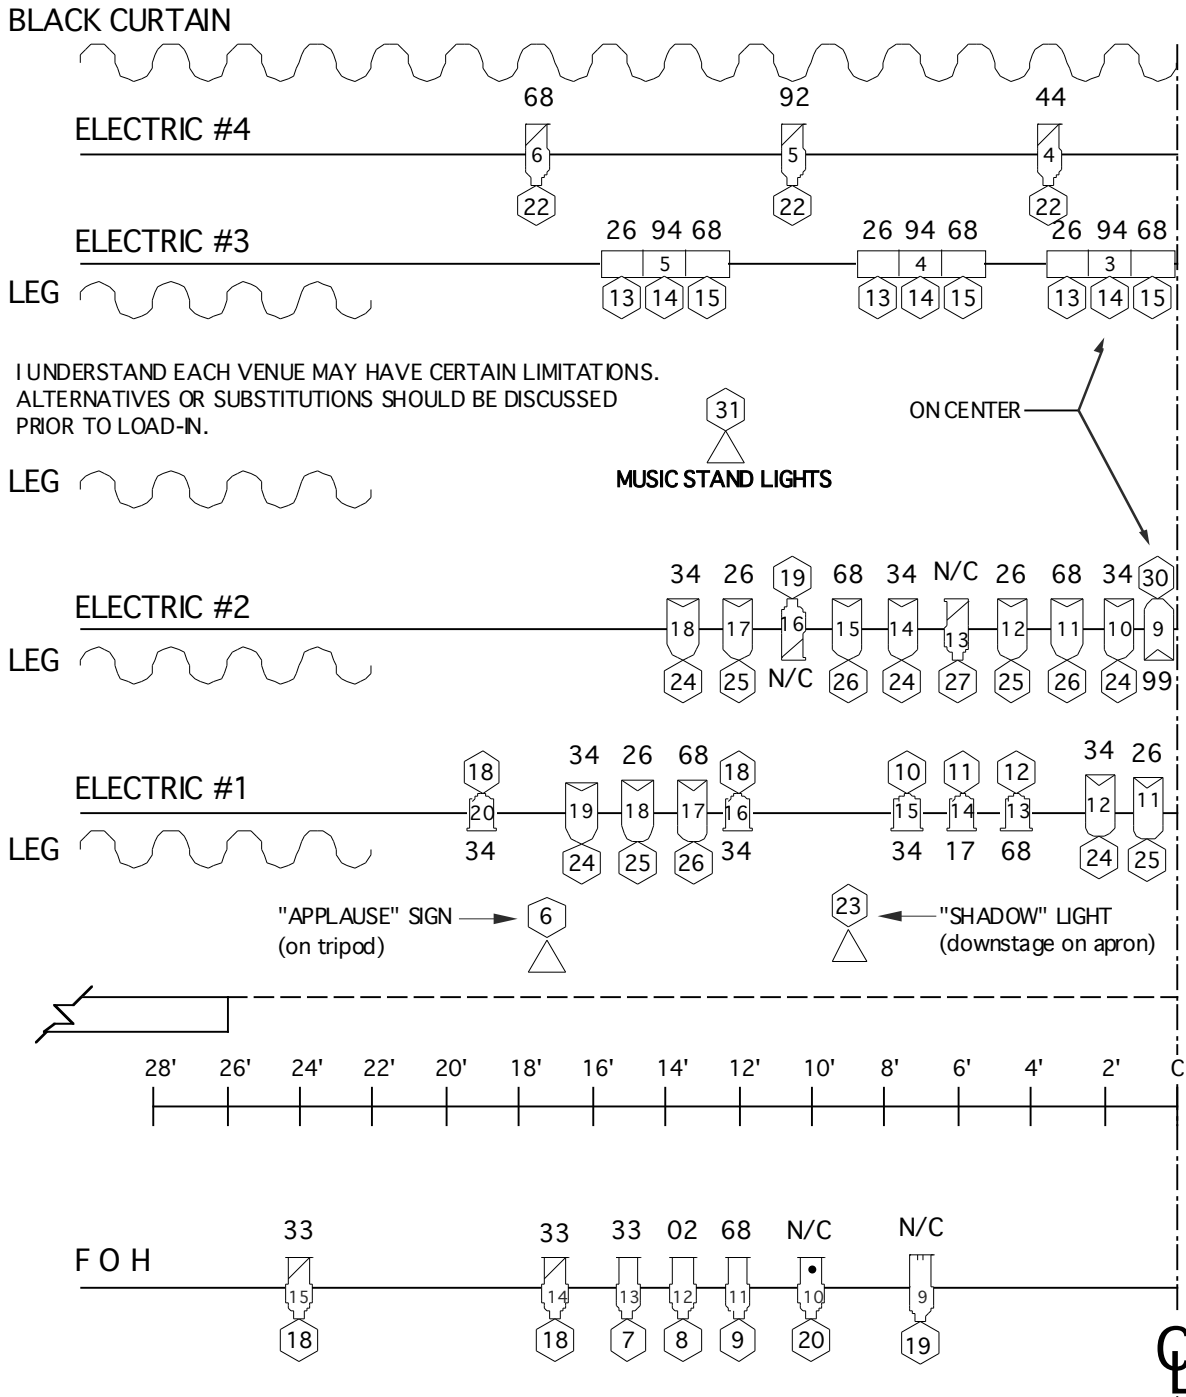 BLACK CURTAIN
68 92 44
ELECTRIC #4
6 5 4
22 22 22
ELECTRIC #3
26 94 68 26 94 68 26 94 68
5 4 3
LEG
13 14 15 13 14 15 13 14 15
I UNDERSTAND EACH VENUE MAY HAVE CERTAIN LIMITATIONS.
ALTERNATIVES OR SUBSTITUTIONS SHOULD BE DISCUSSED
PRIOR TO LOAD-IN.
31
ON CENTER
MUSIC STAND LIGHTS
LEG
34 26 19 68 34 N/C 26 68 34 30
ELECTRIC #2
18 17 16 15 14 13 12 11 10 9
LEG
24 25 N/C 26 24 27 25 26 24 99
34 26 68 34 26
18 18 10 11 12
ELECTRIC #1
20 19 18 17 16 15 14 13 12 11
LEG
34 24 25 26 34 34 17 68 24 25
"APPLAUSE" SIGN
(on tripod)
6
23
"SHADOW" LIGHT
(downstage on apron)
28' 26' 24' 22' 20' 18' 16' 14' 12' 10' 8' 6' 4' 2' C
33 33 33 02 68 N/C N/C
F O H
15 14 13 12 11 10 9
18 18 7 8 9 20 19
CL